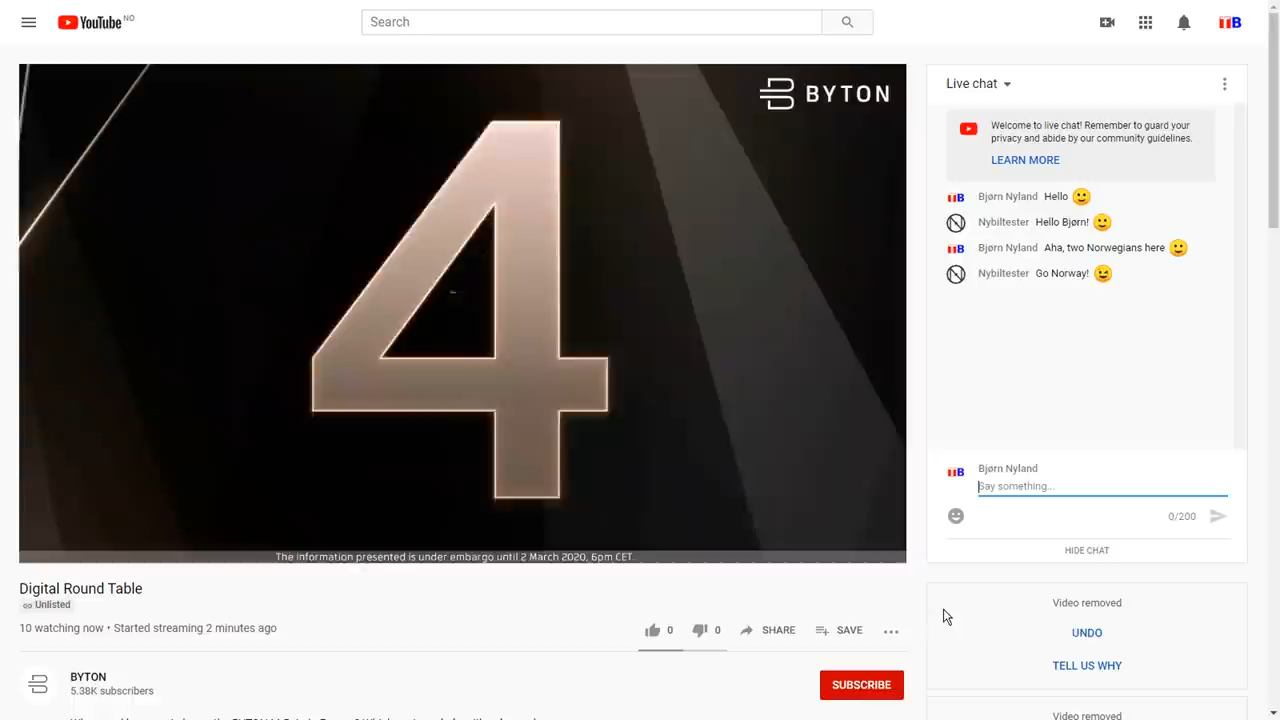 YouTube NO
Search
BYTON
4
The information presented is under embargo until 2 March 2020, 6pm CET.
Digital Round Table
Unlisted
10 watching now • Started streaming 2 minutes ago
0
0
SHARE
SAVE
BYTON
5.38K subscribers
SUBSCRIBE
TB
Live chat
Welcome to live chat! Remember to guard your
privacy and abide by our community guidelines.
LEARN MORE
Bjørn Nyland Hello
Nybiltester Hello Bjørn!
Bjørn Nyland Aha, two Norwegians here
Nybiltester Go Norway!
Bjørn Nyland
Say something...
0/200
HIDE CHAT
Video removed
UNDO
TELL US WHY
Video removed